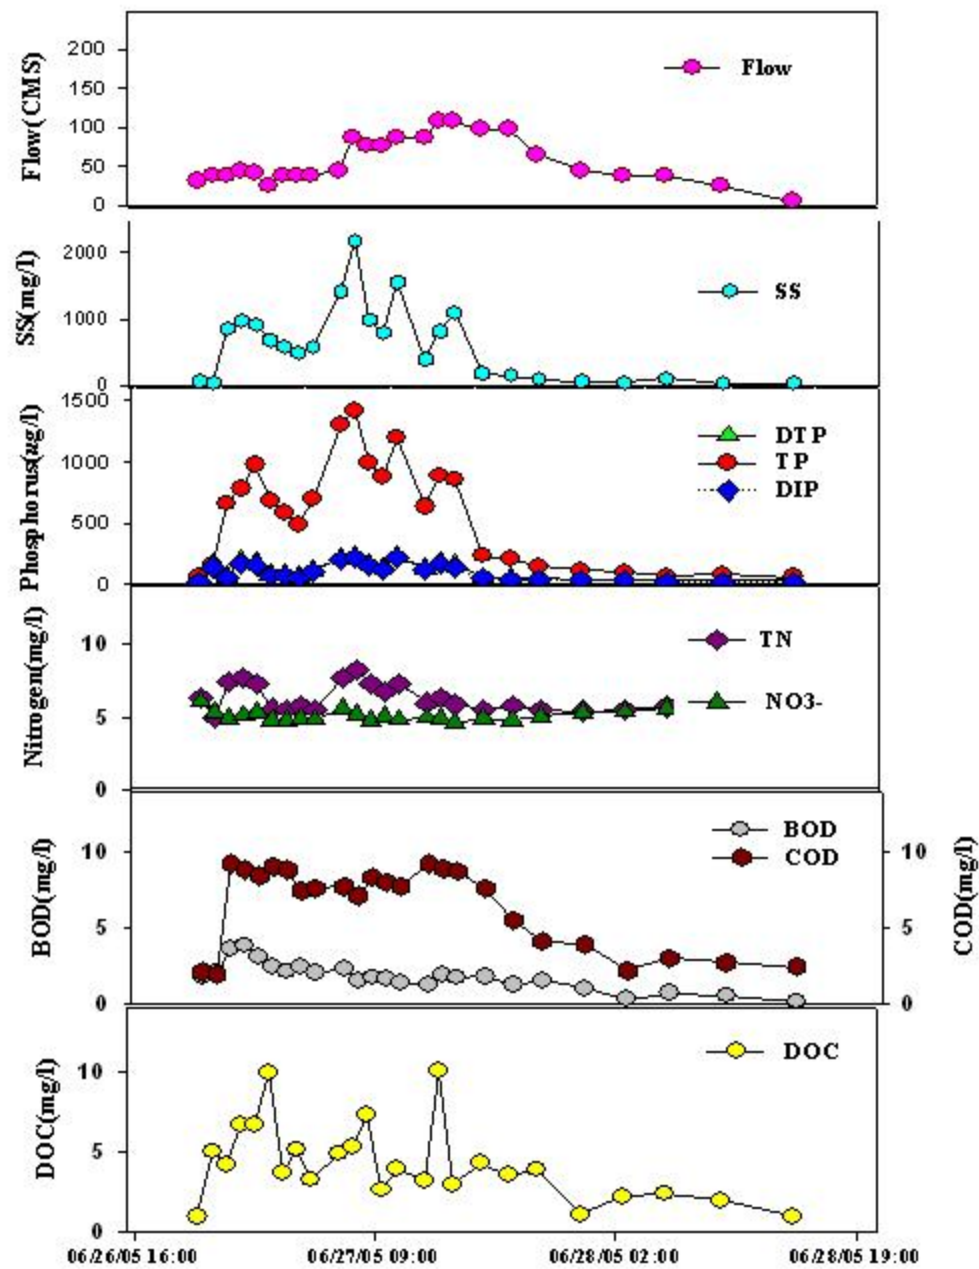 Flow(CMS)
200
150
100
50
0
Flow
SS(mg/l)
2000
1000
0
SS
Phosphorus(ug/l)
1500
1000
500
0
DTP
TP
DIP
Nitrogen(mg/l)
10
5
0
TN
NO3-
BOD(mg/l)
10
5
0
BOD
COD
10
5
0
COD(mg/l)
DOC(mg/l)
10
5
0
DOC
06/26/05 16:00 06/27/05 09:00 06/28/05 02:00 06/28/05 19:00